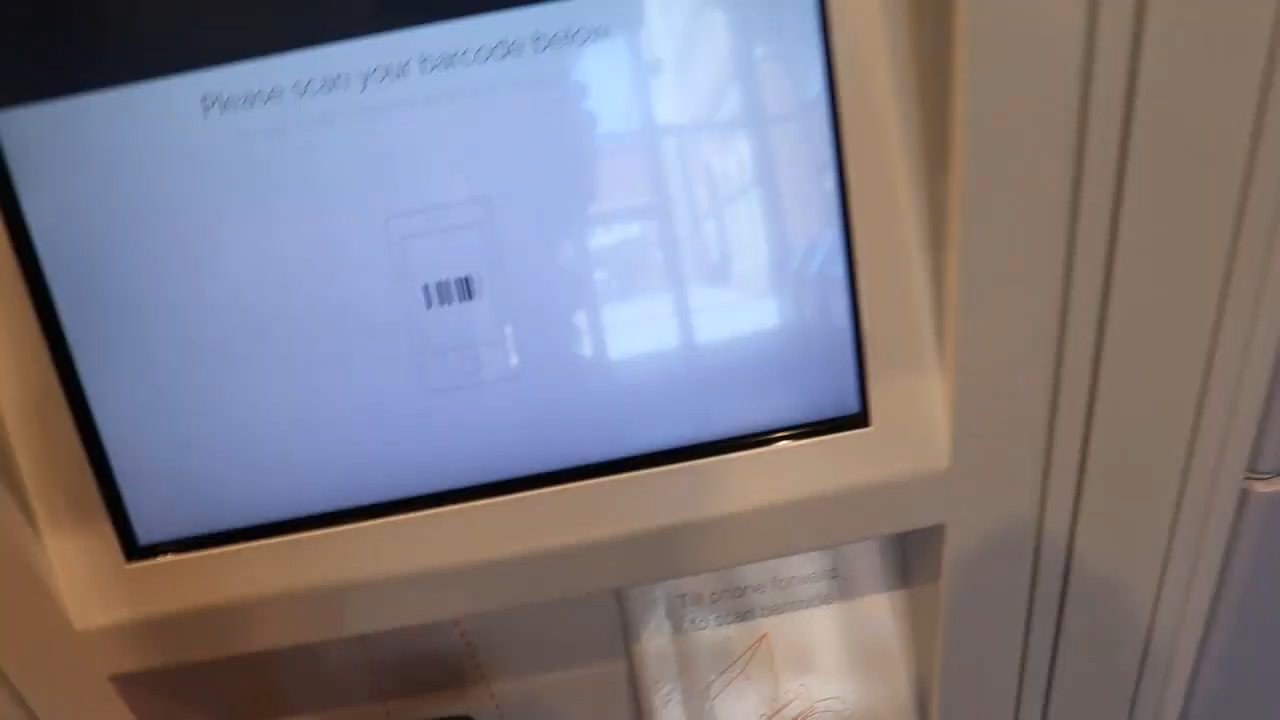 Please scan your barcode below
Tilt phone forward
to scan barcode